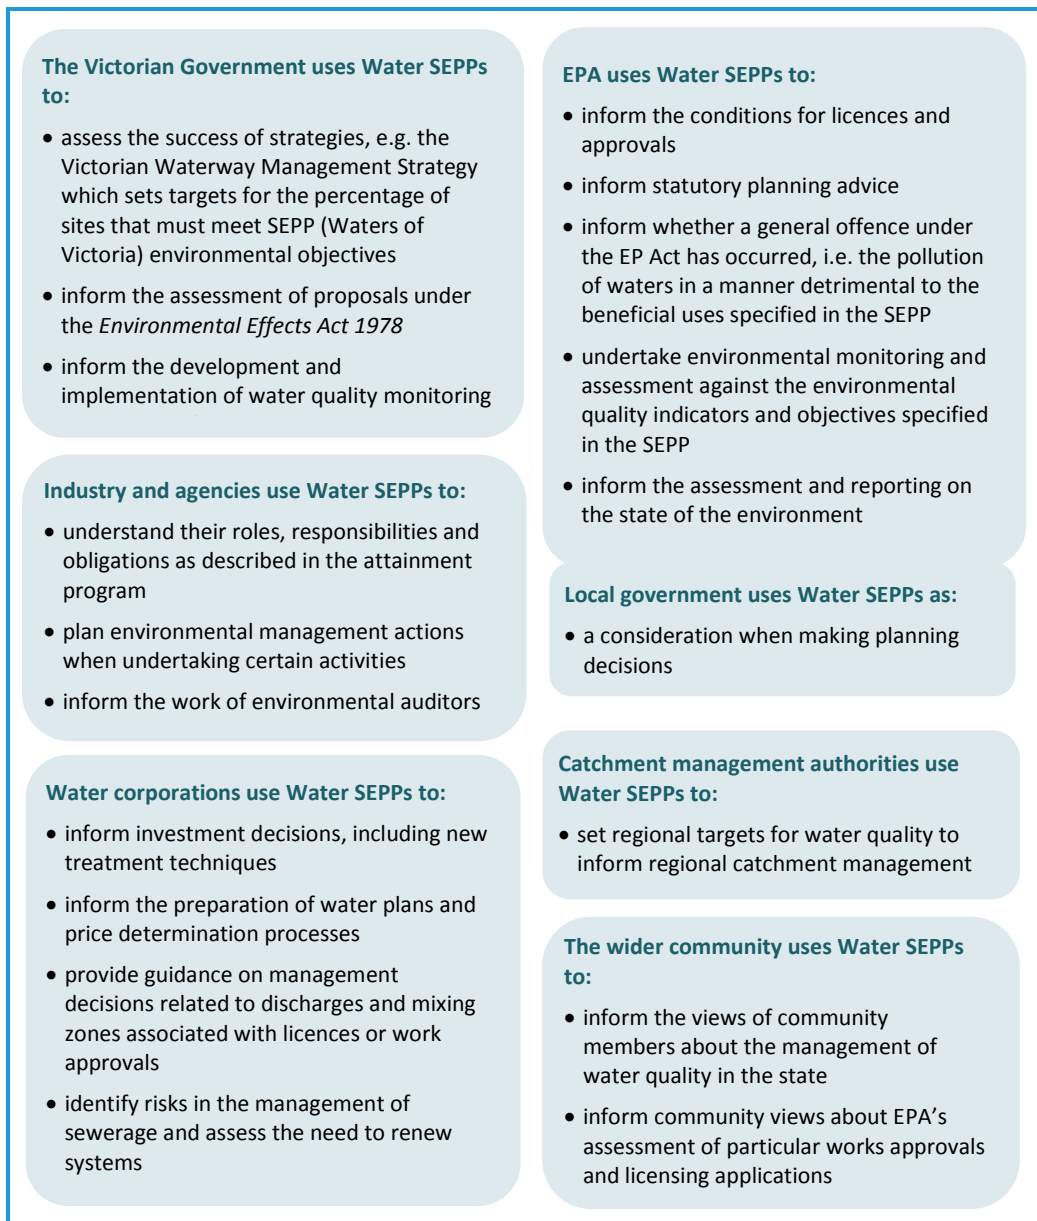 The Victorian Government uses Water SEPPs
to:
• assess the success of strategies, e.g. the
Victorian Waterway Management Strategy
which sets targets for the percentage of
sites that must meet SEPP (Waters of
Victoria) environmental objectives
• inform the assessment of proposals under
the Environmental Effects Act 1978
• inform the development and
implementation of water quality monitoring
Industry and agencies use Water SEPPs to:
• understand their roles, responsibilities and
obligations as described in the attainment
program
• plan environmental management actions
when undertaking certain activities
• inform the work of environmental auditors
Water corporations use Water SEPPs to:
• inform investment decisions, including new
treatment techniques
• inform the preparation of water plans and
price determination processes
• provide guidance on management
decisions related to discharges and mixing
zones associated with licences or work
approvals
• identify risks in the management of
sewerage and assess the need to renew
systems
EPA uses Water SEPPs to:
• inform the conditions for licences and
approvals
• inform statutory planning advice
• inform whether a general offence under
the EP Act has occurred, i.e. the pollution
of waters in a manner detrimental to the
beneficial uses specified in the SEPP
• undertake environmental monitoring and
assessment against the environmental
quality indicators and objectives specified
in the SEPP
• inform the assessment and reporting on
the state of the environment
Local government uses Water SEPPs as:
• a consideration when making planning
decisions
Catchment management authorities use
Water SEPPs to:
• set regional targets for water quality to
inform regional catchment management
The wider community uses Water SEPPs
to:
• inform the views of community
members about the management of
water quality in the state
• inform community views about EPA’s
assessment of particular works approvals
and licensing applications